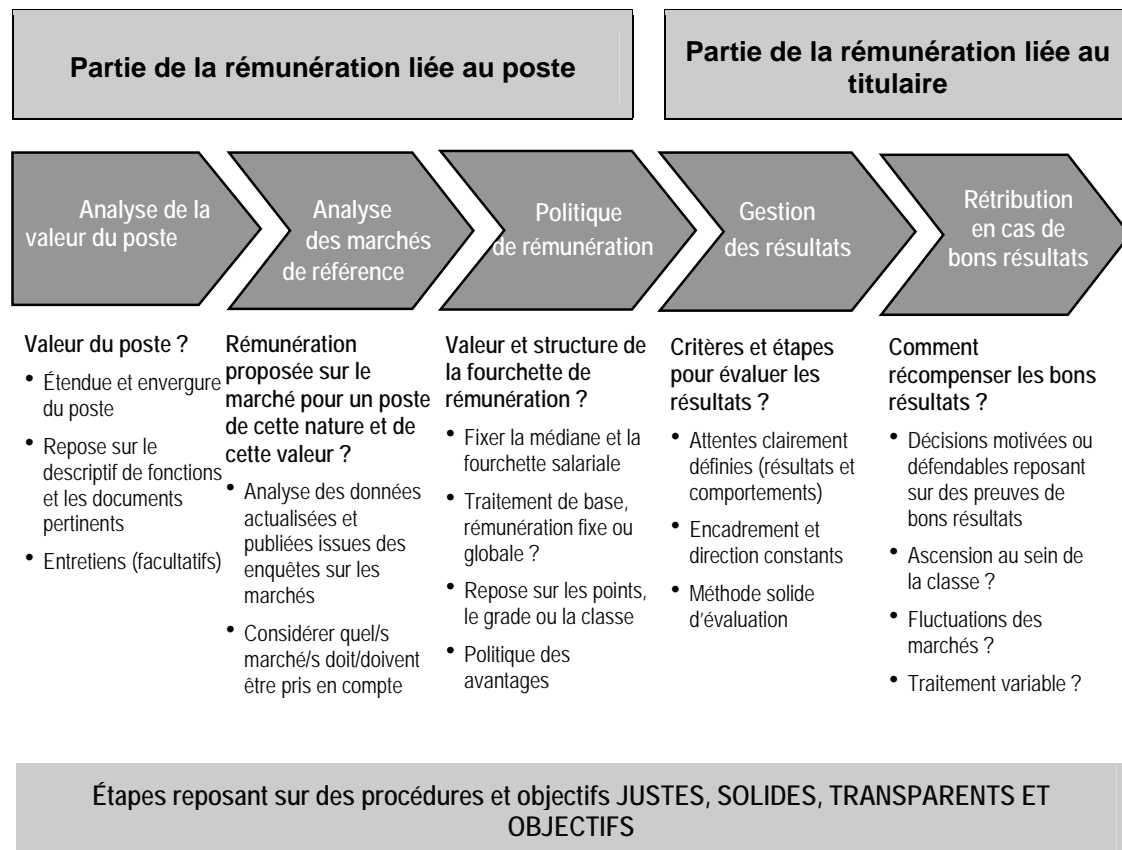 Partie de la rémunération liée au poste
Partie de la rémunération liée au
titulaire
Analyse de la
valeur du poste
Analyse
des marchés
de référence
Politique
de rémunération
Gestion
des résultats
Rétribution
en cas de
bons résultats
Valeur du poste ?
• Étendue et envergure
du poste
• Repose sur le
descriptif de fonctions
et les documents
pertinents
• Entretiens (facultatifs)
Rémunération
proposée sur le
marché pour un poste
de cette nature et de
cette valeur ?
• Analyse des données
actualisées et
publiées issues des
enquêtes sur les
marchés
• Considérer quel/s
marché/s doit/doivent
être pris en compte
Valeur et structure de
la fourchette de
rémunération ?
• Fixer la médiane et la
fourchette salariale
• Traitement de base,
rémunération fixe ou
globale ?
• Repose sur les points,
le grade ou la classe
• Politique des
avantages
Critères et étapes
pour évaluer les
résultats ?
• Attentes clairement
définies (résultats et
comportements)
• Encadrement et
direction constants
• Méthode solide
d'évaluation
Comment
récompenser les bons
résultats ?
• Décisions motivées ou
défendables reposant
sur des preuves de
bons résultats
• Ascension au sein de
la classe ?
• Fluctuations des
marchés ?
• Traitement variable ?
Étapes reposant sur des procédures et objectifs JUSTES, SOLIDES, TRANSPARENTS ET
OBJECTIFS